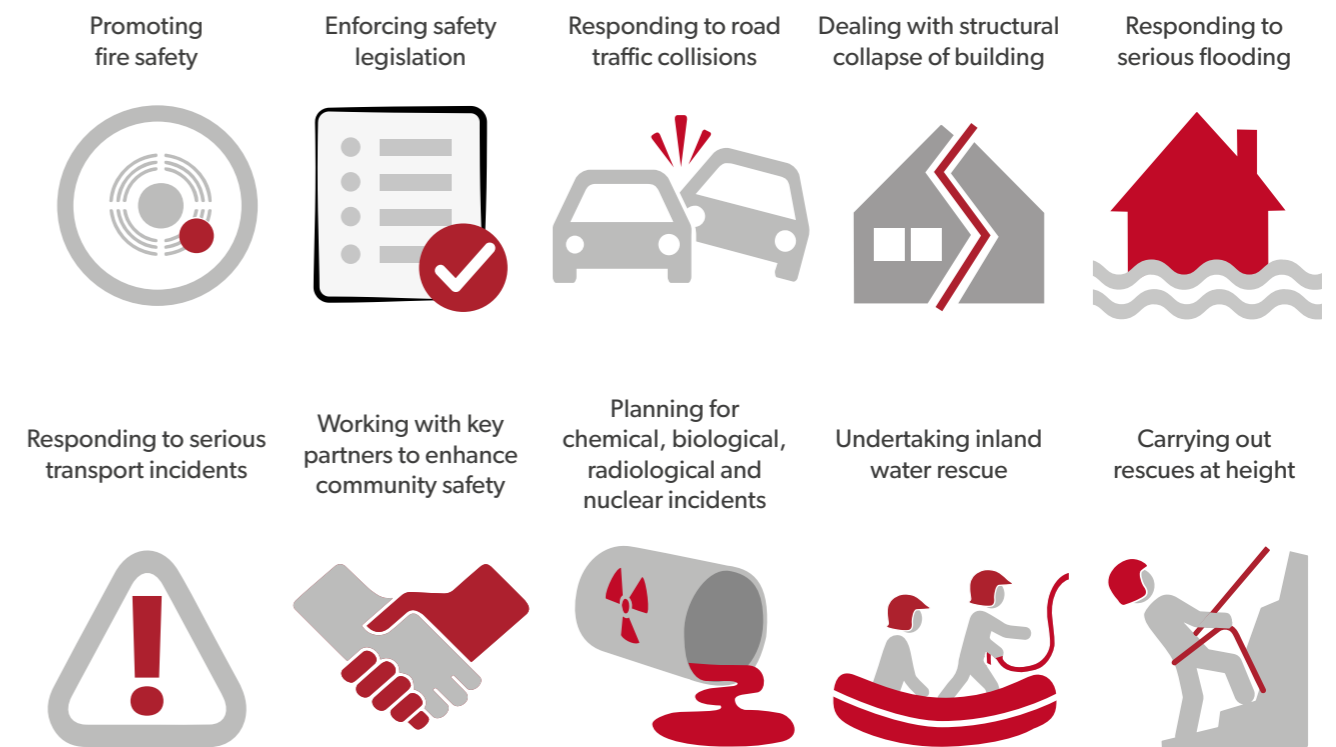 Promoting
fire safety
Enforcing safety
legislation
Responding to road
traffic collisions
Dealing with structural
collapse of building
Responding to
serious flooding
Responding to serious
transport incidents
Working with key
partners to enhance
community safety
Planning for
chemical, biological,
radiological and
nuclear incidents
Undertaking inland
water rescue
Carrying out
rescues at height